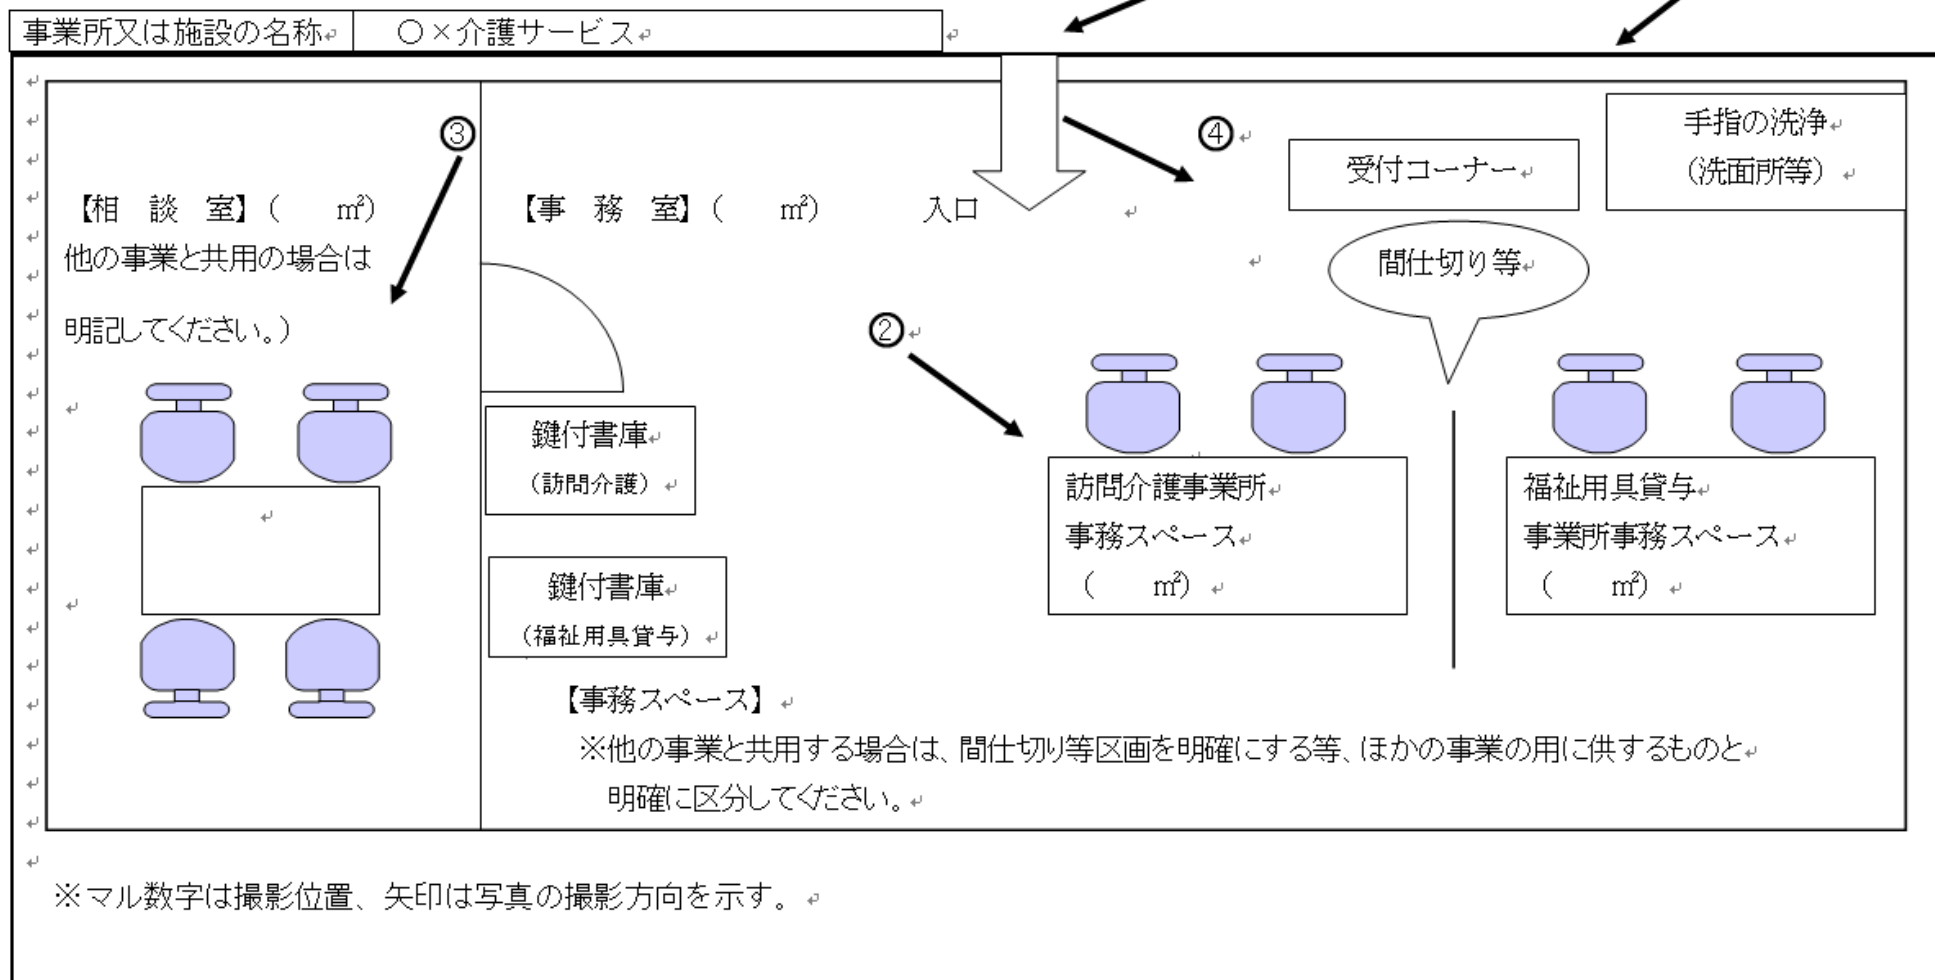 事業所又は施設の名称 ○×介護サービス
③
④
手指の洗浄
（洗面所等）
受付コーナー
【相　談　室】（　　㎡）
他の事業と共用の場合は
明記してください。）
【事　務　室】（　　㎡）
入口
間仕切り等
②
鍵付書庫
（訪問介護）
鍵付書庫
（福祉用具貸与）
訪問介護事業所
事務スペース
（　　㎡）
福祉用具貸与
事業所事務スペース
（　　㎡）
【事務スペース】
※他の事業と共用する場合は、間仕切り等区画を明確にする等、ほかの事業の用に供するものと
明確に区分してください。
※マル数字は撮影位置、矢印は写真の撮影方向を示す。